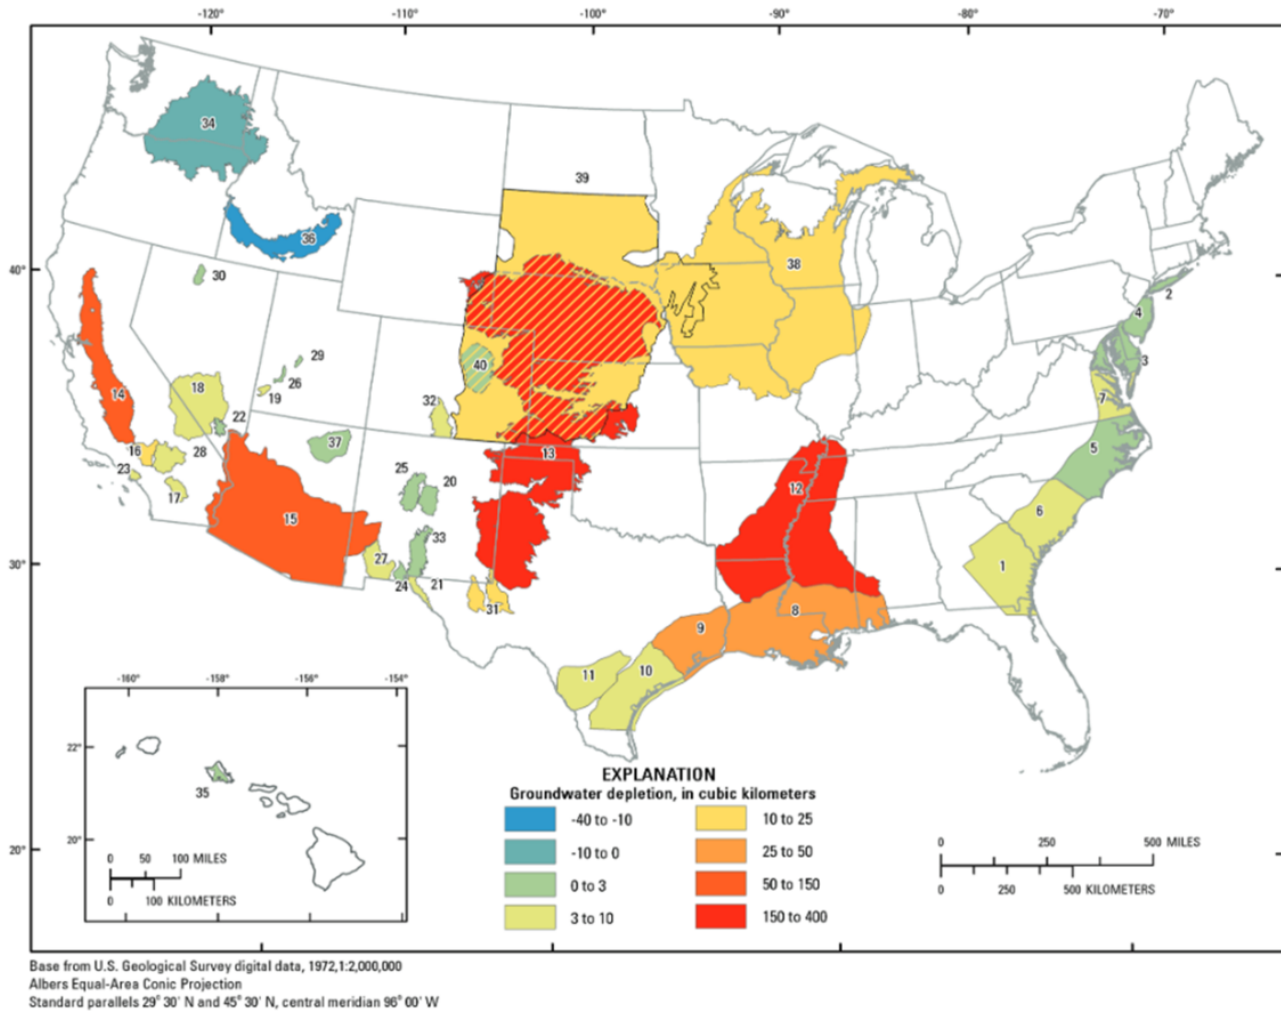 -120° -110° -100° -90° -80° -70°
34
39
36
38
40°
30
2
4
29
3
40
26
18
14
19
32
7
22
37
5
16
28
13
23
25
20
12
17
6
15
33
27
1
30°
24
21
31
8
9
11
10
-160° -158° -156° -154°
22°
35
20°
0 50 100 MILES
0 100 KILOMETERS
20°
EXPLANATION
Groundwater depletion, in cubic kilometers
-40 to -10
10 to 25
-10 to 0
25 to 50
0 to 3
50 to 150
3 to 10
150 to 400
0 250 500 MILES
0 250 500 KILOMETERS
Base from U.S. Geological Survey digital data, 1972,1:2,000,000
Albers Equal-Area Conic Projection
Standard parallels 29° 30' N and 45° 30' N, central meridian 96° 00' W